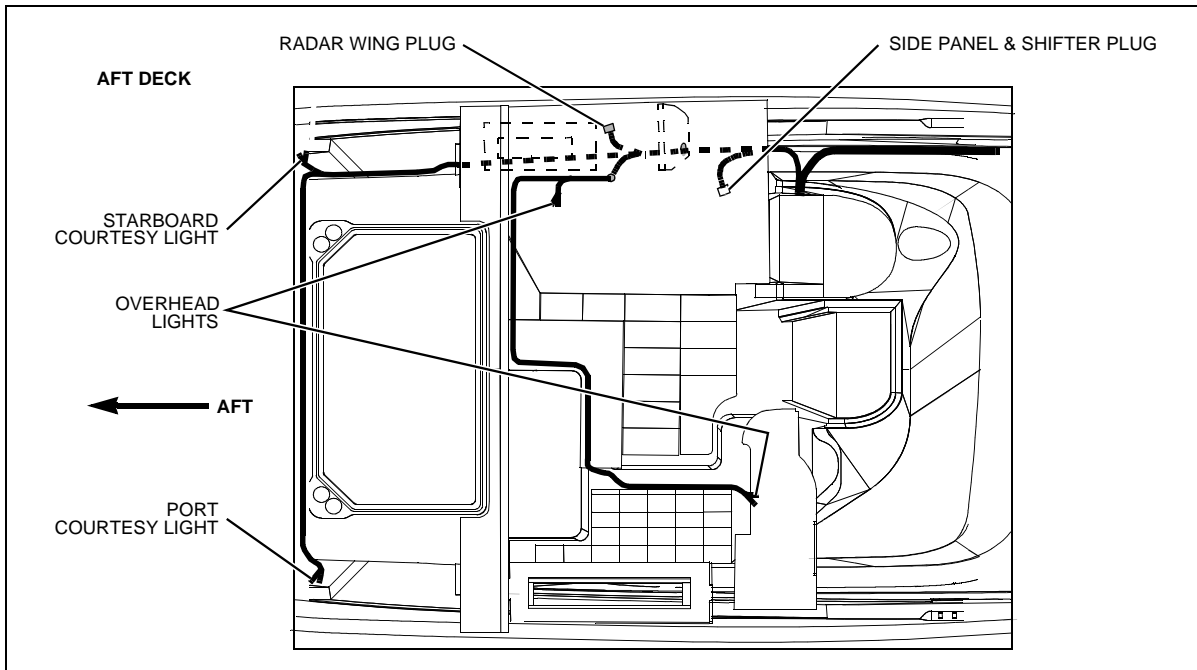 RADAR WING PLUG
SIDE PANEL & SHIFTER PLUG
AFT DECK
STARBOARD
COURTESY LIGHT
OVERHEAD
LIGHTS
AFT
PORT
COURTESY LIGHT